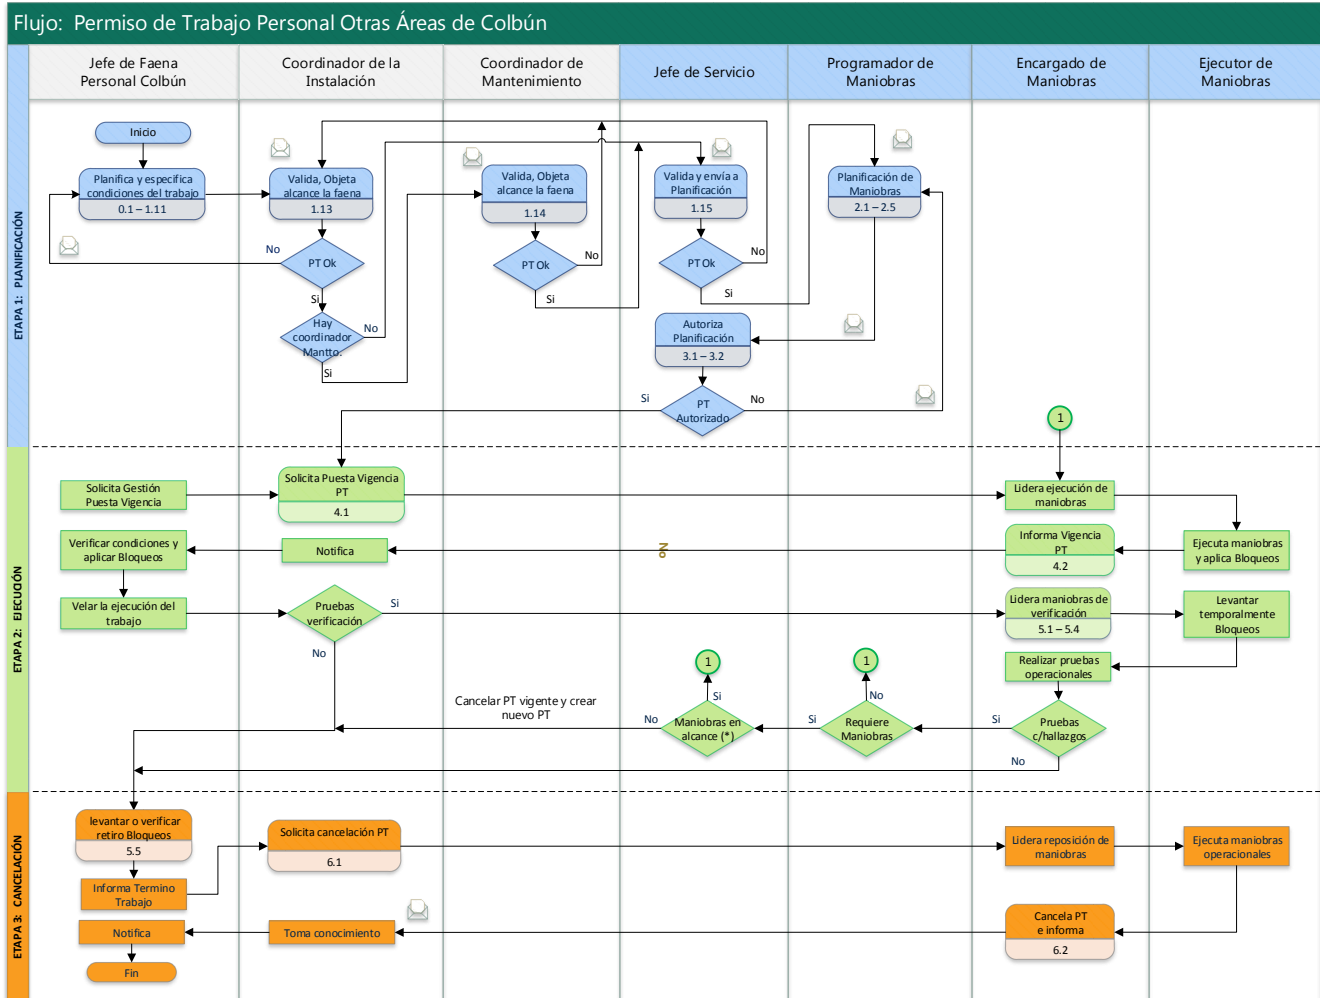 Flujo: Permiso de Trabajo Personal Otras Áreas de Colbún
Jefe de Faena
Personal Colbún
Coordinador de la
Instalación
Coordinador de
Mantenimiento
Jefe de Servicio
Programador de
Maniobras
Encargado de
Maniobras
Ejecutor de
Maniobras
ETAPA 1: PLANIFICACIÓN
Inicio
Planifica y especifica
condiciones del trabajo
0.1 – 1.11
Valida, Objeta
alcance la faena
1.13
Valida, Objeta
alcance la faena
1.14
Valida y envía a
Planificación
1.15
Planificación de
Maniobras
2.1 – 2.5
No
PT Ok
Si
PT Ok
No
Si
PT Ok
No
Si
Hay
coordinador
Mantto.
No
Si
Autoriza
Planificación
3.1 – 3.2
Si
PT
Autorizado
No
1
ETAPA 2: EJECUCIÓN
Solicita Gestión
Puesta Vigencia
Solicita Puesta Vigencia
PT
4.1
Lidera ejecución de
maniobras
Verificar condiciones y
aplicar Bloqueos
Notifica
No
Informa Vigencia
PT
4.2
Ejecuta maniobras
y aplica Bloqueos
Velar la ejecución del
trabajo
Pruebas
verificación
Si
No
Lidera maniobras de
verificación
5.1 – 5.4
Levantar
temporalmente
Bloqueos
Realizar pruebas
operacionales
1
1
Si
No
Cancelar PT vigente y crear
nuevo PT
No
Maniobras en
alcance (*)
Si
Requiere
Maniobras
Si
Pruebas
c/hallazgos
No
ETAPA 3: CANCELACIÓN
levantar o verificar
retiro Bloqueos
5.5
Solicita cancelación PT
6.1
Lidera reposición de
maniobras
Ejecuta maniobras
operacionales
Informa Termino
Trabajo
Notifica
Toma conocimiento
Cancela PT
e informa
6.2
Fin